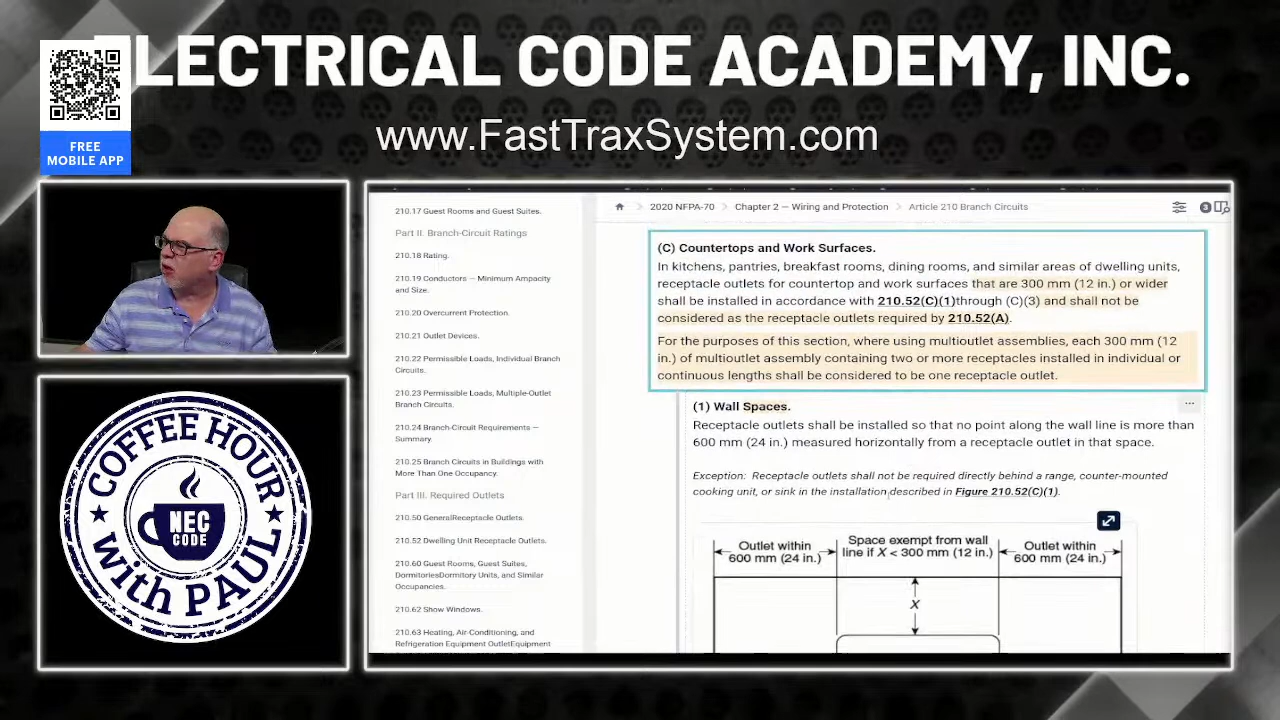 ELECTRICAL CODE ACADEMY, INC.
www.FastTraxSystem.com
FREE
MOBILE APP
COFFEE HOUR
NEC
CODE
with PAUL
210.17 Guest Rooms and Guest Suites.
Part II. Branch-Circuit Ratings
210.18 Rating.
210.19 Conductors — Minimum Ampacity
and Size.
210.20 Overcurrent Protection.
210.21 Outlet Devices.
210.22 Permissible Loads, Individual Branch
Circuits.
210.23 Permissible Loads, Multiple-Outlet
Branch Circuits.
210.24 Branch-Circuit Requirements —
Summary.
210.25 Branch Circuits in Buildings with
More Than One Occupancy.
Part III. Required Outlets
210.50 GeneralReceptacle Outlets.
210.52 Dwelling Unit Receptacle Outlets.
210.60 Guest Rooms, Guest Suites,
DormitoriesDormitory Units, and Similar
Occupancies.
210.62 Show Windows.
210.63 Heating, Air-Conditioning, and
Refrigeration Equipment OutletEquipment
2020 NFPA-70 > Chapter 2 — Wiring and Protection > Article 210 Branch Circuits
3
(C) Countertops and Work Surfaces.
In kitchens, pantries, breakfast rooms, dining rooms, and similar areas of dwelling units,
receptacle outlets for countertop and work surfaces that are 300 mm (12 in.) or wider
shall be installed in accordance with 210.52(C)(1)through (C)(3) and shall not be
considered as the receptacle outlets required by 210.52(A).
For the purposes of this section, where using multioutlet assemblies, each 300 mm (12
in.) of multioutlet assembly containing two or more receptacles installed in individual or
continuous lengths shall be considered to be one receptacle outlet.
(1) Wall Spaces.
Receptacle outlets shall be installed so that no point along the wall line is more than
600 mm (24 in.) measured horizontally from a receptacle outlet in that space.
Exception: Receptacle outlets shall not be required directly behind a range, counter-mounted
cooking unit, or sink in the installation described in Figure 210.52(C)(1).
Outlet within
600 mm (24 in.)
Space exempt from wall
line if X < 300 mm (12 in.)
Outlet within
600 mm (24 in.)
X